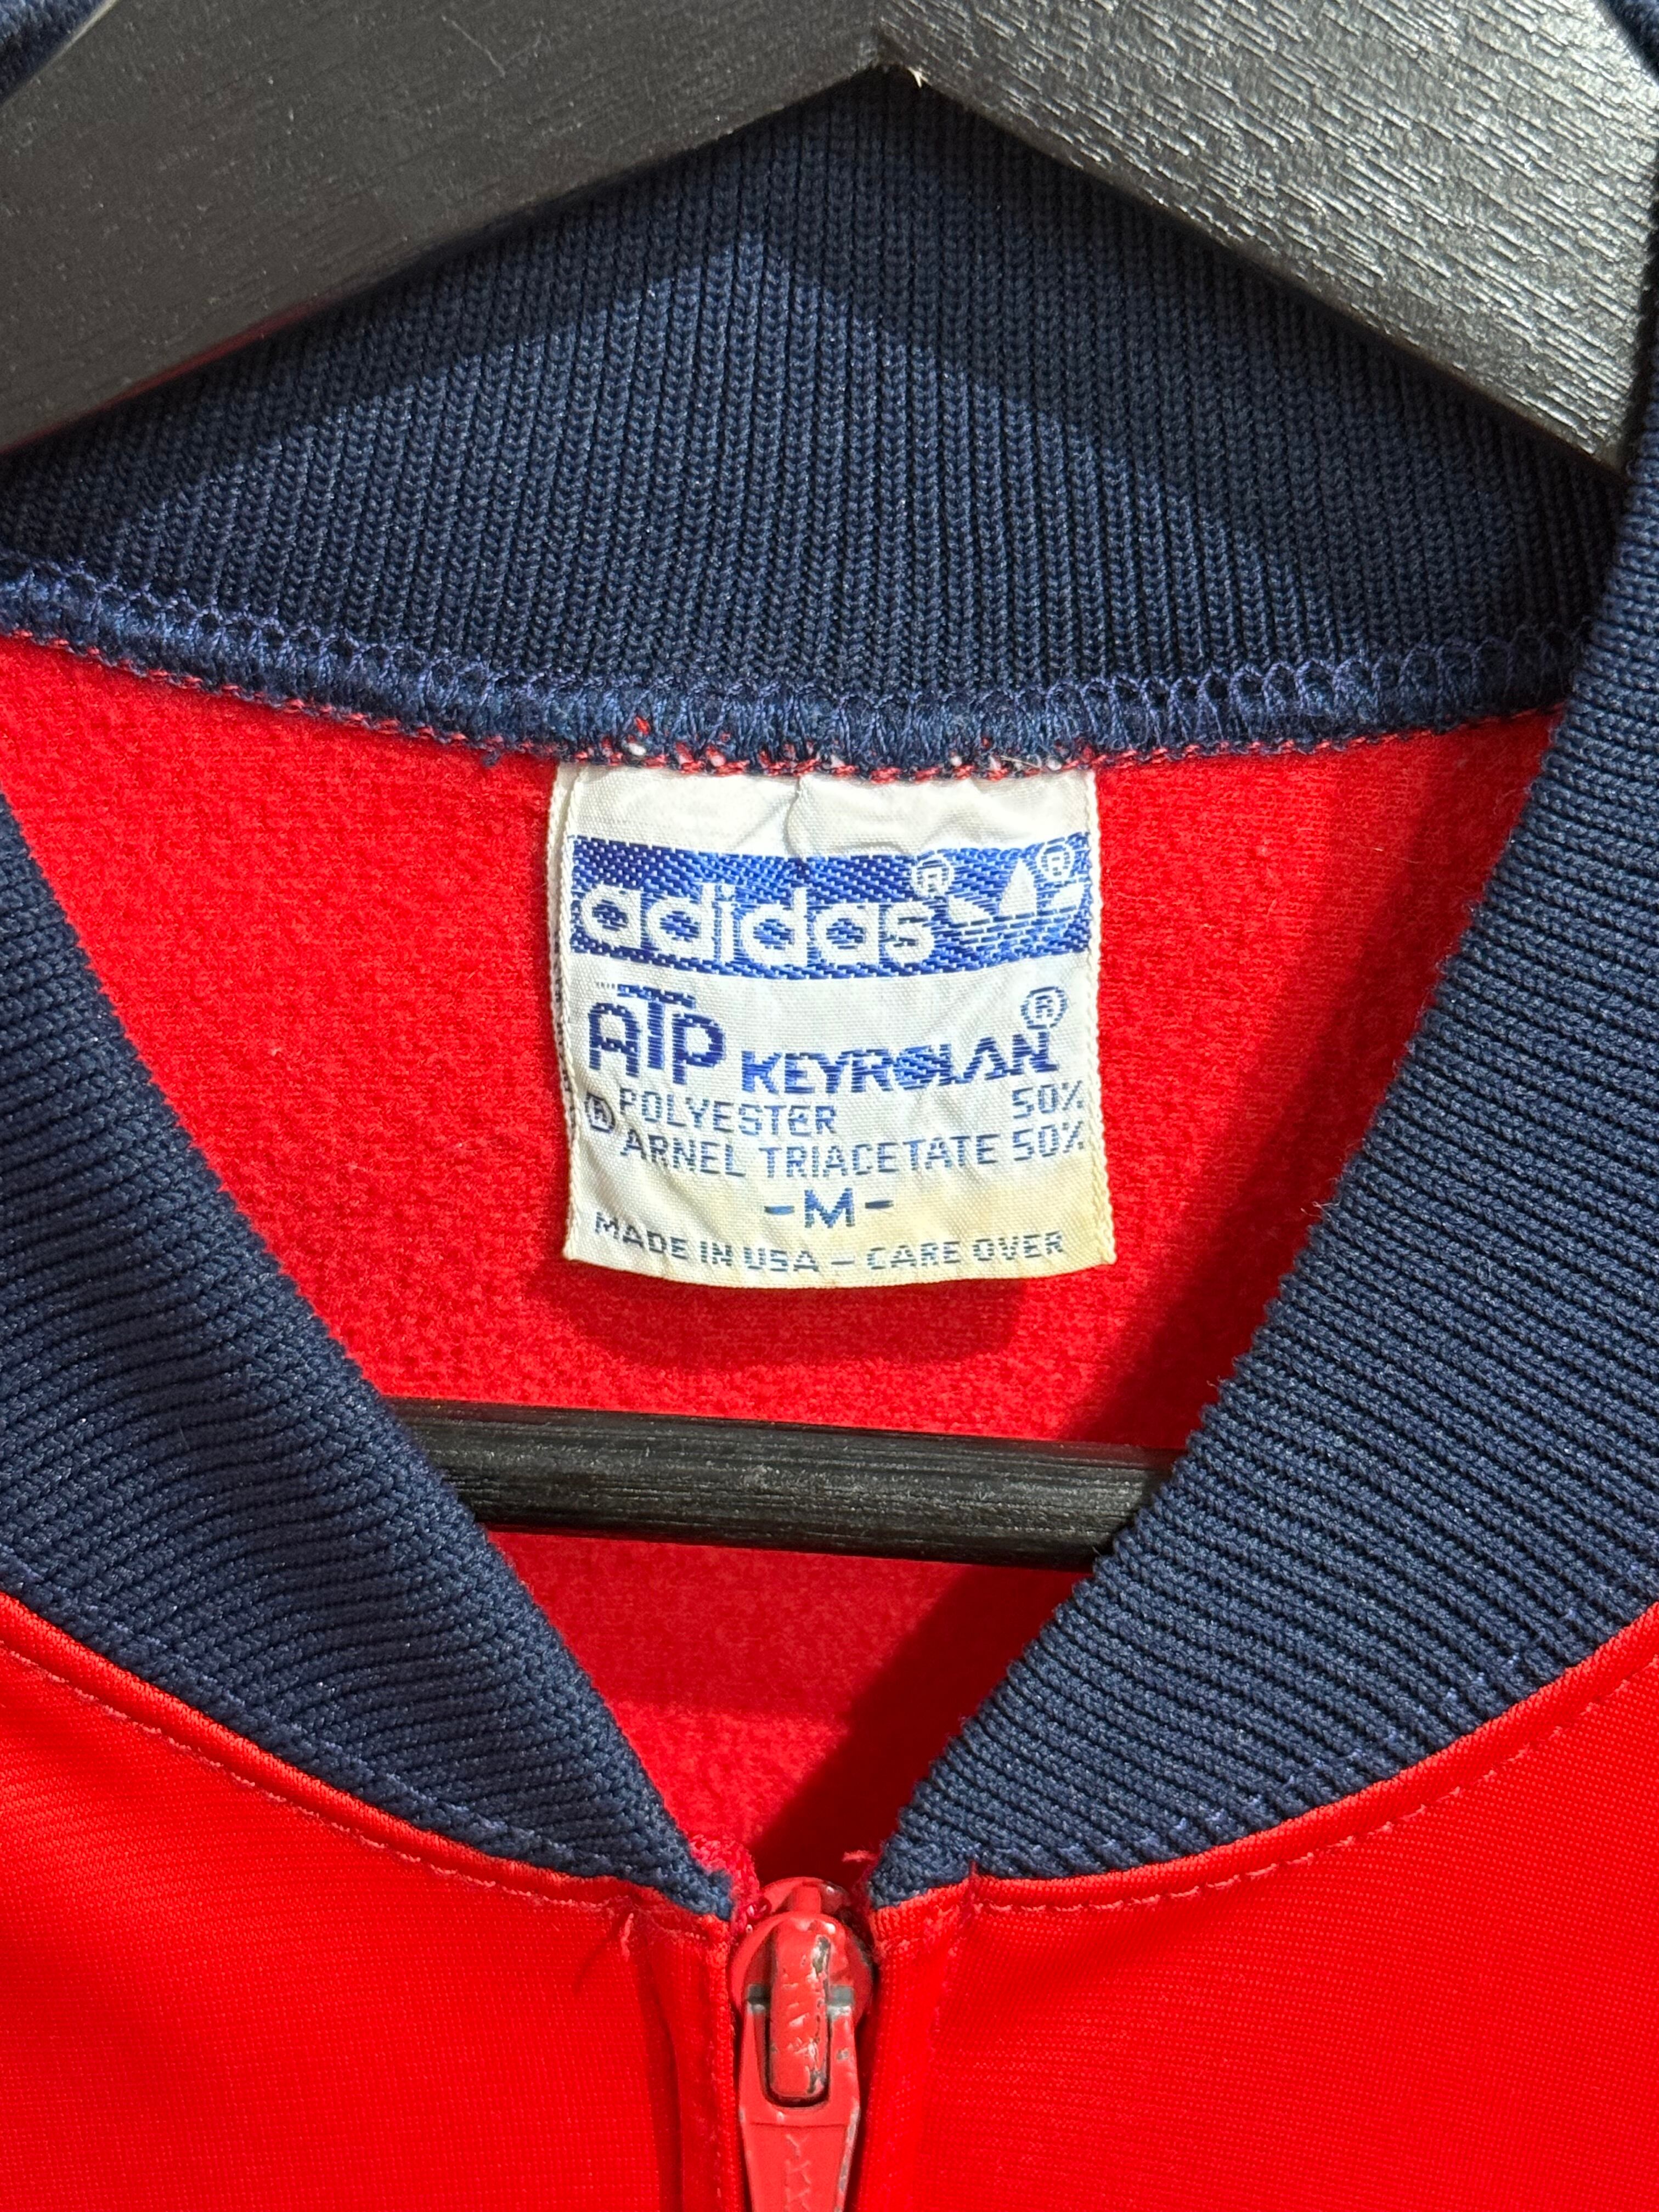 adidas®  ®
ATP KEYROLAN®
POLYESTER 50%
® ARNEL TRIACETATE 50%
-M-
MADE IN USA – CARE OVER